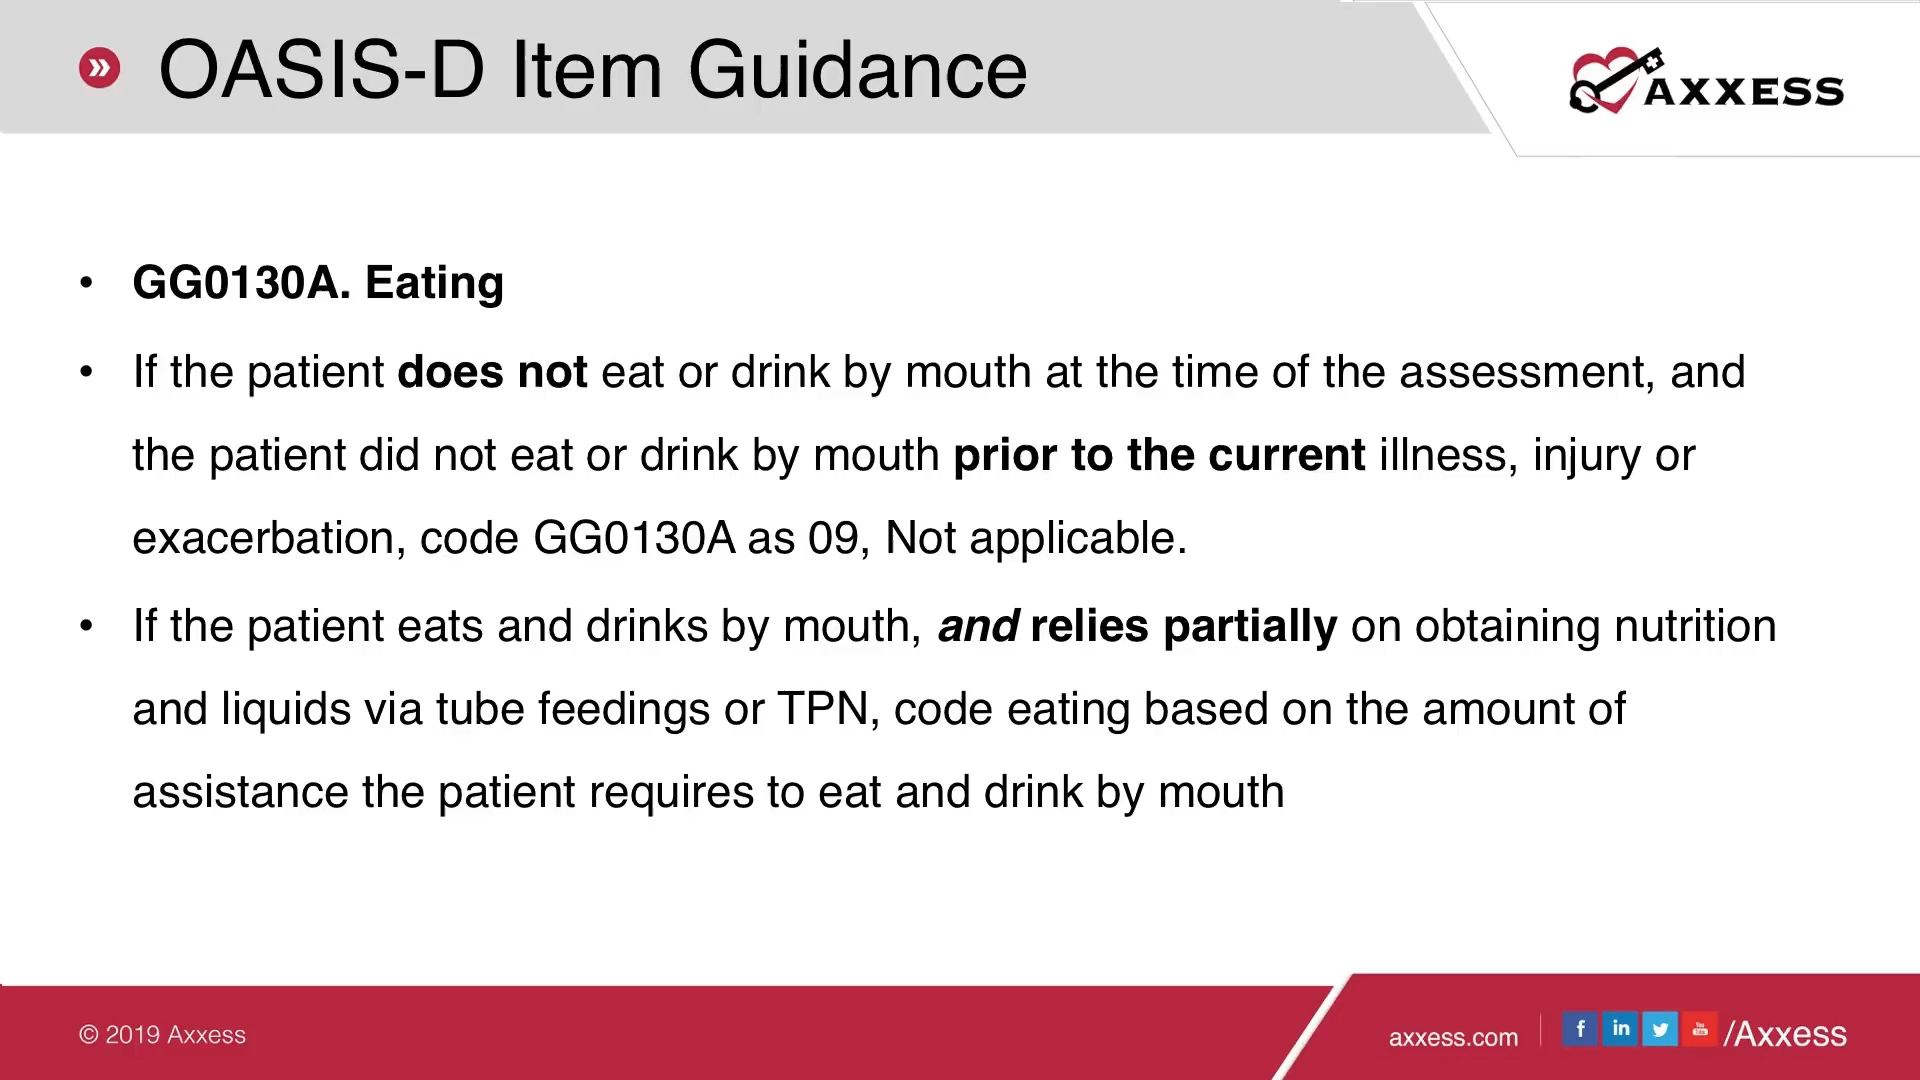 OASIS-D Item Guidance
AXXESS
• GG0130A. Eating
• If the patient does not eat or drink by mouth at the time of the assessment, and
the patient did not eat or drink by mouth prior to the current illness, injury or
exacerbation, code GG0130A as 09, Not applicable.
• If the patient eats and drinks by mouth, and relies partially on obtaining nutrition
and liquids via tube feedings or TPN, code eating based on the amount of
assistance the patient requires to eat and drink by mouth
© 2019 Axxess
axxess.com
/Axxess